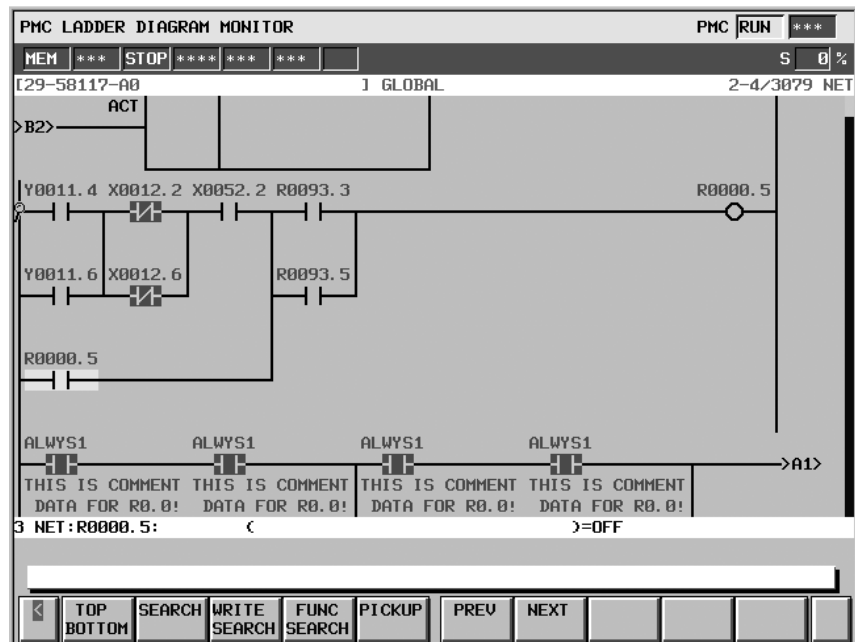 PMC LADDER DIAGRAM MONITOR PMC RUN ***
MEM *** STOP **** *** *** S 0 %
[29-58117-A0 ] GLOBAL 2-4/3079 NET
ACT
>B2>
Y0011.4 X0012.2 X0052.2 R0093.3 R0000.5
Y0011.6 X0012.6 R0093.5
R0000.5
ALWYS1 ALWYS1 ALWYS1 ALWYS1
>A1>
THIS IS COMMENT THIS IS COMMENT THIS IS COMMENT THIS IS COMMENT
DATA FOR R0.0! DATA FOR R0.0! DATA FOR R0.0! DATA FOR R0.0!
3 NET:R0000.5: ( )=OFF
< TOP SEARCH WRITE FUNC PICKUP PREV NEXT
BOTTOM SEARCH SEARCH